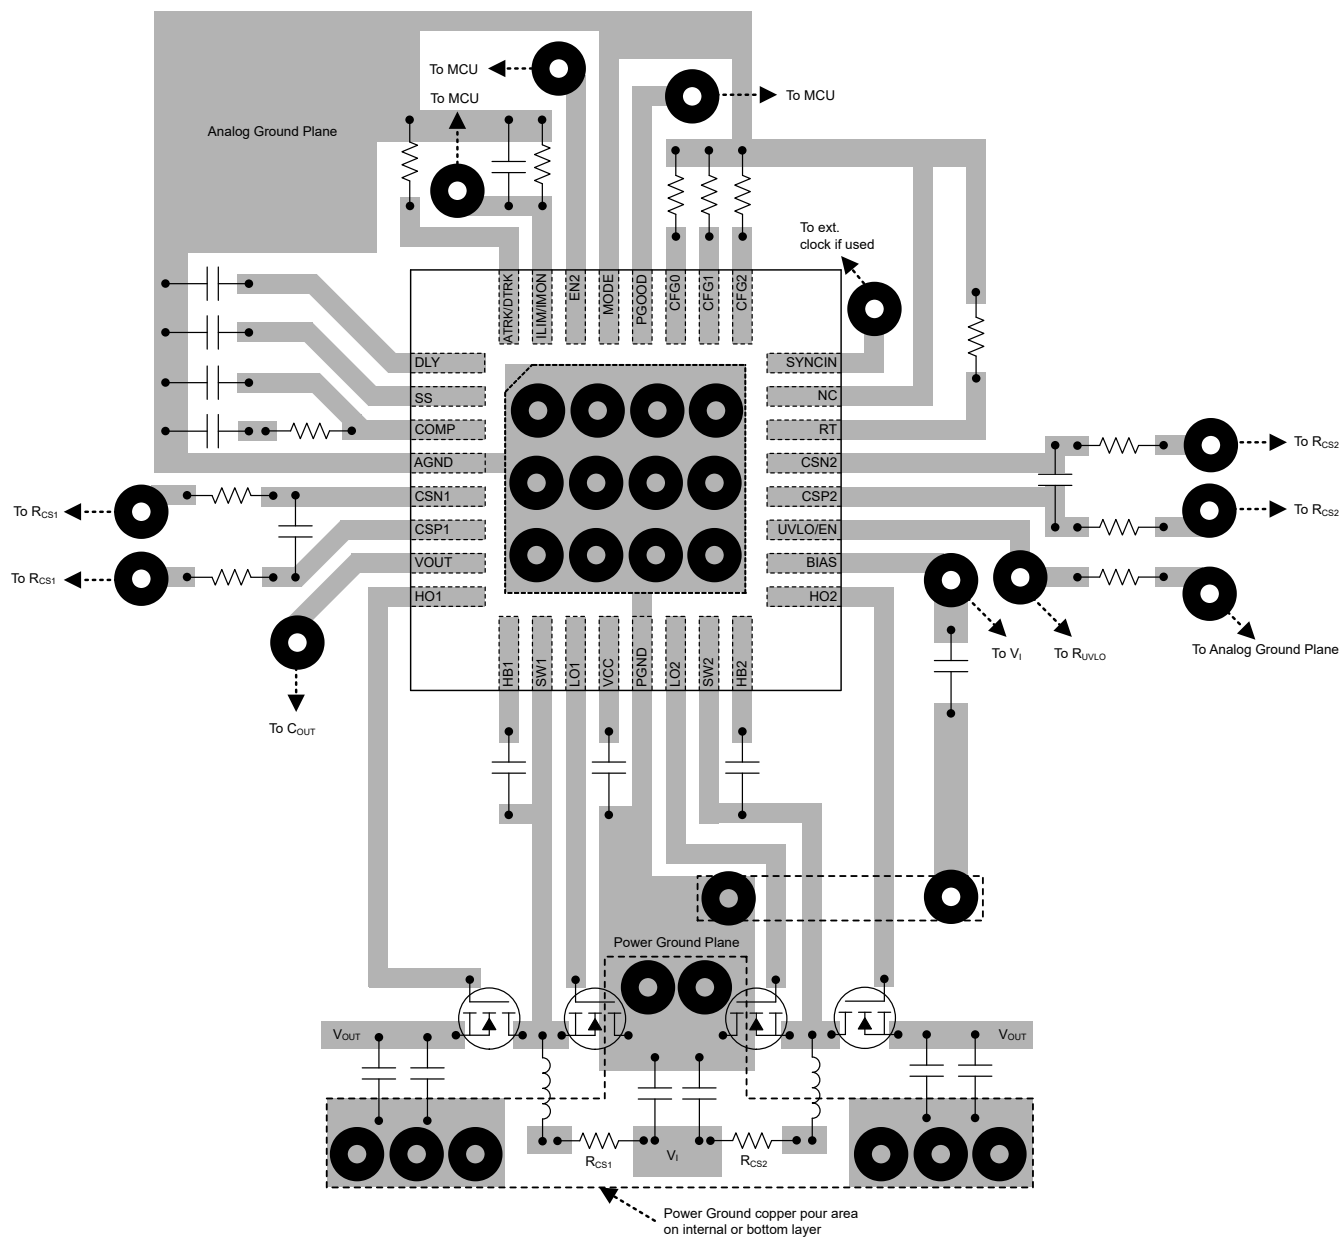 To MCU
To MCU
To MCU
Analog Ground Plane
To ext.
clock if used
ATRK/DTRK
ILIM/IMON
EN2
MODE
PGOOD
CFG0
CFG1
CFG2
DLY
SS
COMP
AGND
CSN1
CSP1
VOUT
HO1
SYNCIN
NC
RT
CSN2
CSP2
UVLO/EN
BIAS
HO2
HB1
SW1
LO1
VCC
PGND
LO2
SW2
HB2
To RCS1
To RCS1
To COUT
To RCS2
To RCS2
To VI
To RUVLO
To Analog Ground Plane
Power Ground Plane
VOUT
VOUT
RCS1
VI
RCS2
Power Ground copper pour area
on internal or bottom layer